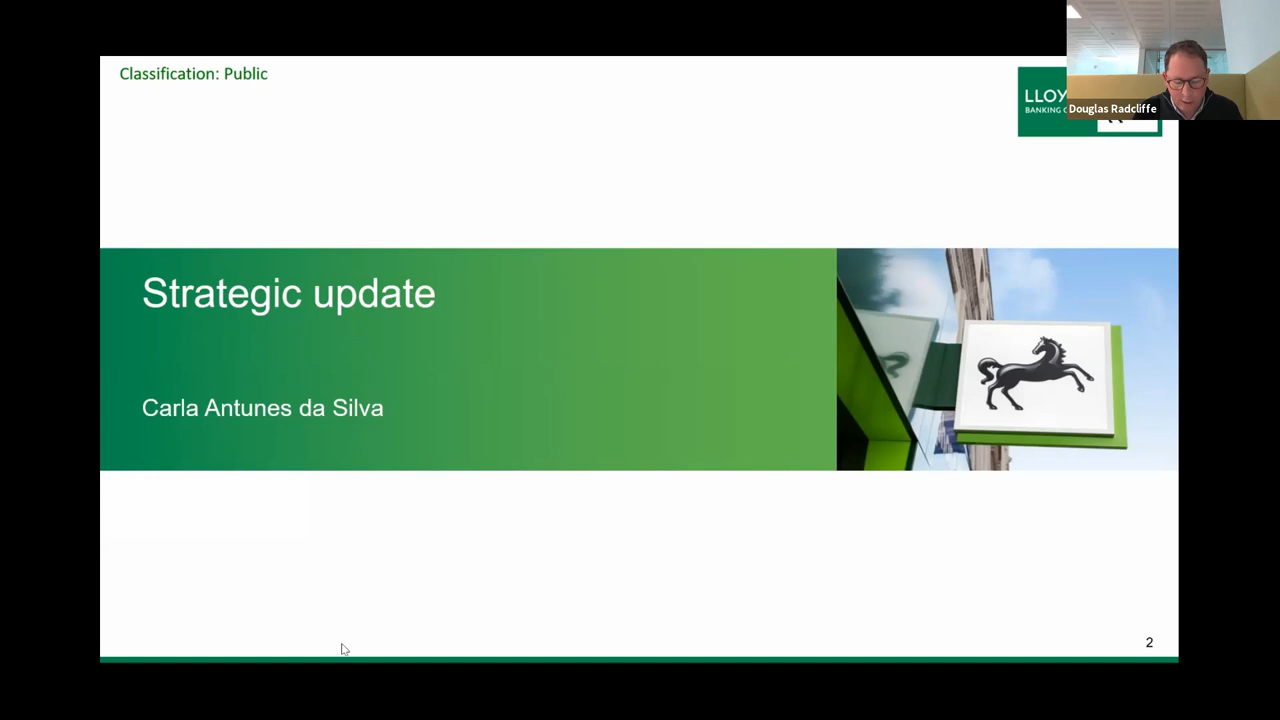 Classification: Public
Douglas Radcliffe
Strategic update
Carla Antunes da Silva
2